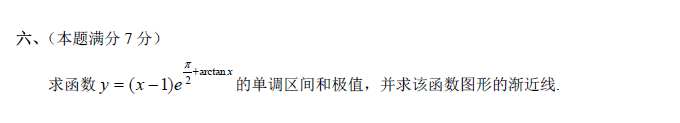 六、（本题满分 7 分）
求函数 y = (x − 1)e^{\frac{π}{2}+arctan x} 的单调区间和极值，并求该函数图形的渐近线.